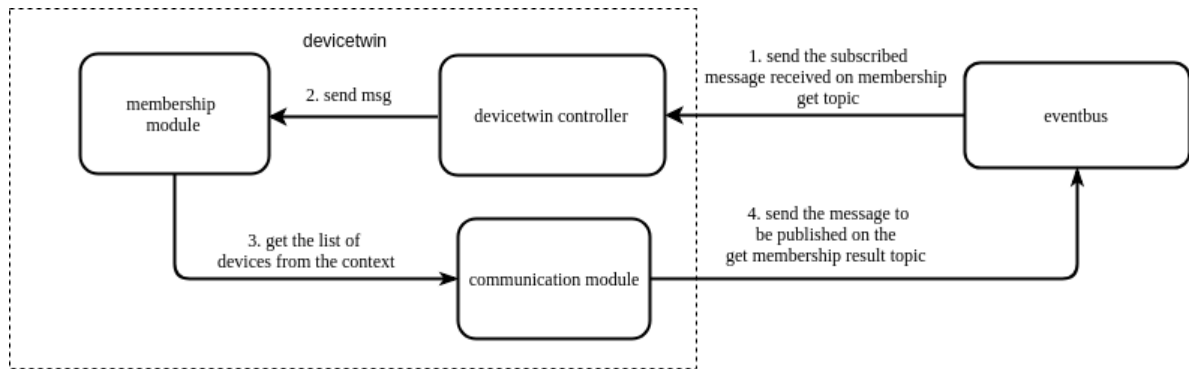 devicetwin
membership
module
2. send msg
devicetwin controller
1. send the subscribed
message received on membership
get topic
eventbus
3. get the list of
devices from the context
communication module
4. send the message to
be published on the
get membership result topic